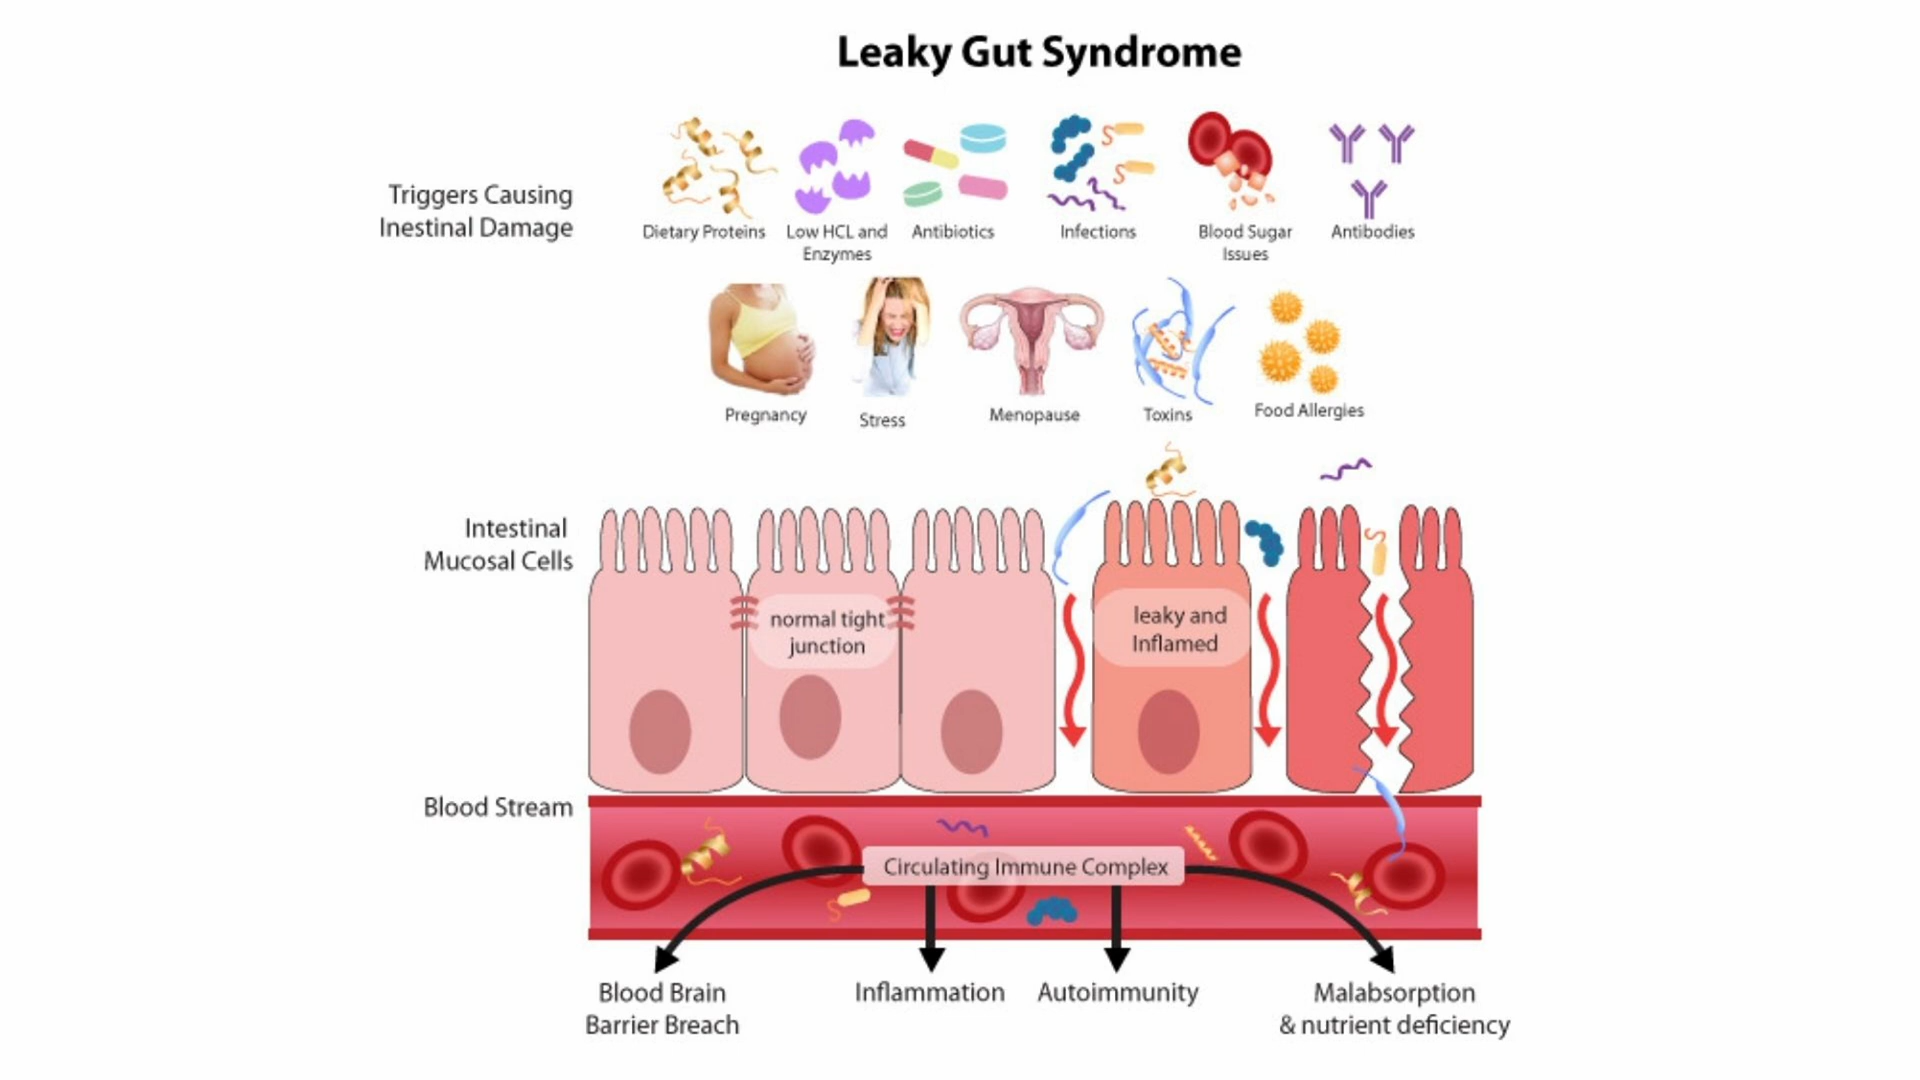 Leaky Gut Syndrome
Triggers Causing
Inestinal Damage
Dietary Proteins
Low HCL and
Enzymes
Antibiotics
Infections
Blood Sugar
Issues
Antibodies
Pregnancy
Stress
Menopause
Toxins
Food Allergies
Intestinal
Mucosal Cells
normal tight
junction
leaky and
Inflamed
Blood Stream
Circulating Immune Complex
Blood Brain
Barrier Breach
Inflammation
Autoimmunity
Malabsorption
& nutrient deficiency